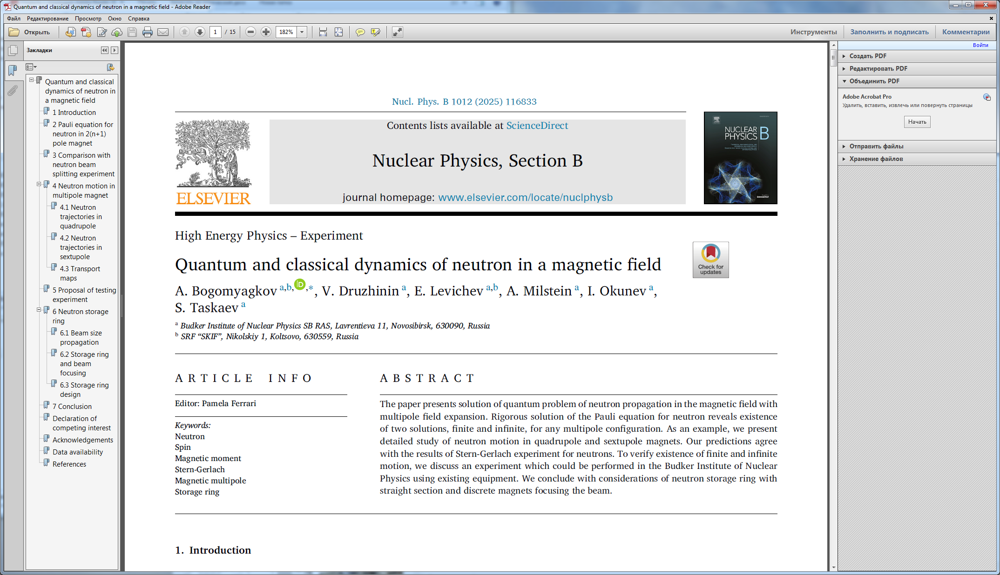 Quantum and classical dynamics of neutron in a magnetic field - Adobe Reader
Файл Редактирование Просмотр Окно Справка
Открыть 1 / 15 182% Инструменты Заполнить и подписать Комментарии
Закладки
Quantum and classical
dynamics of neutron in
a magnetic field
1 Introduction
2 Pauli equation for
neutron in 2(n+1)
pole magnet
3 Comparison with
neutron beam
splitting experiment
4 Neutron motion in
multipole magnet
4.1 Neutron
trajectories in
quadrupole
4.2 Neutron
trajectories in
sextupole
4.3 Transport
maps
5 Proposal of testing
experiment
6 Neutron storage
ring
6.1 Beam size
propagation
6.2 Storage ring
and beam
focusing
6.3 Storage ring
design
7 Conclusion
Declaration of
competing interest
Acknowledgements
Data availability
References
Nucl. Phys. B 1012 (2025) 116833
NON SOLUS
ELSEVIER
Contents lists available at ScienceDirect
Nuclear Physics, Section B
journal homepage: www.elsevier.com/locate/nuclphysb
NUCLEAR
PHYSICS B
ScienceDirect
High Energy Physics – Experiment
Check for
updates
Quantum and classical dynamics of neutron in a magnetic field
A. Bogomyagkov a,b, iD ,*, V. Druzhinin a, E. Levichev a,b, A. Milstein a, I. Okunev a,
S. Taskaev a
a Budker Institute of Nuclear Physics SB RAS, Lavrentieva 11, Novosibirsk, 630090, Russia
b SRF “SKIF”, Nikolskiy 1, Koltsovo, 630559, Russia
ARTICLE INFO
Editor: Pamela Ferrari
Keywords:
Neutron
Spin
Magnetic moment
Stern-Gerlach
Magnetic multipole
Storage ring
ABSTRACT
The paper presents solution of quantum problem of neutron propagation in the magnetic field with
multipole field expansion. Rigorous solution of the Pauli equation for neutron reveals existence
of two solutions, finite and infinite, for any multipole configuration. As an example, we present
detailed study of neutron motion in quadrupole and sextupole magnets. Our predictions agree
with the results of Stern-Gerlach experiment for neutrons. To verify existence of finite and infinite
motion, we discuss an experiment which could be performed in the Budker Institute of Nuclear
Physics using existing equipment. We conclude with considerations of neutron storage ring with
straight section and discrete magnets focusing the beam.
1. Introduction
Войти
Создать PDF
Редактировать PDF
Объединить PDF
Adobe Acrobat Pro
Удалить, вставить, извлечь или повернуть страницы
Начать
Отправить файлы
Хранение файлов